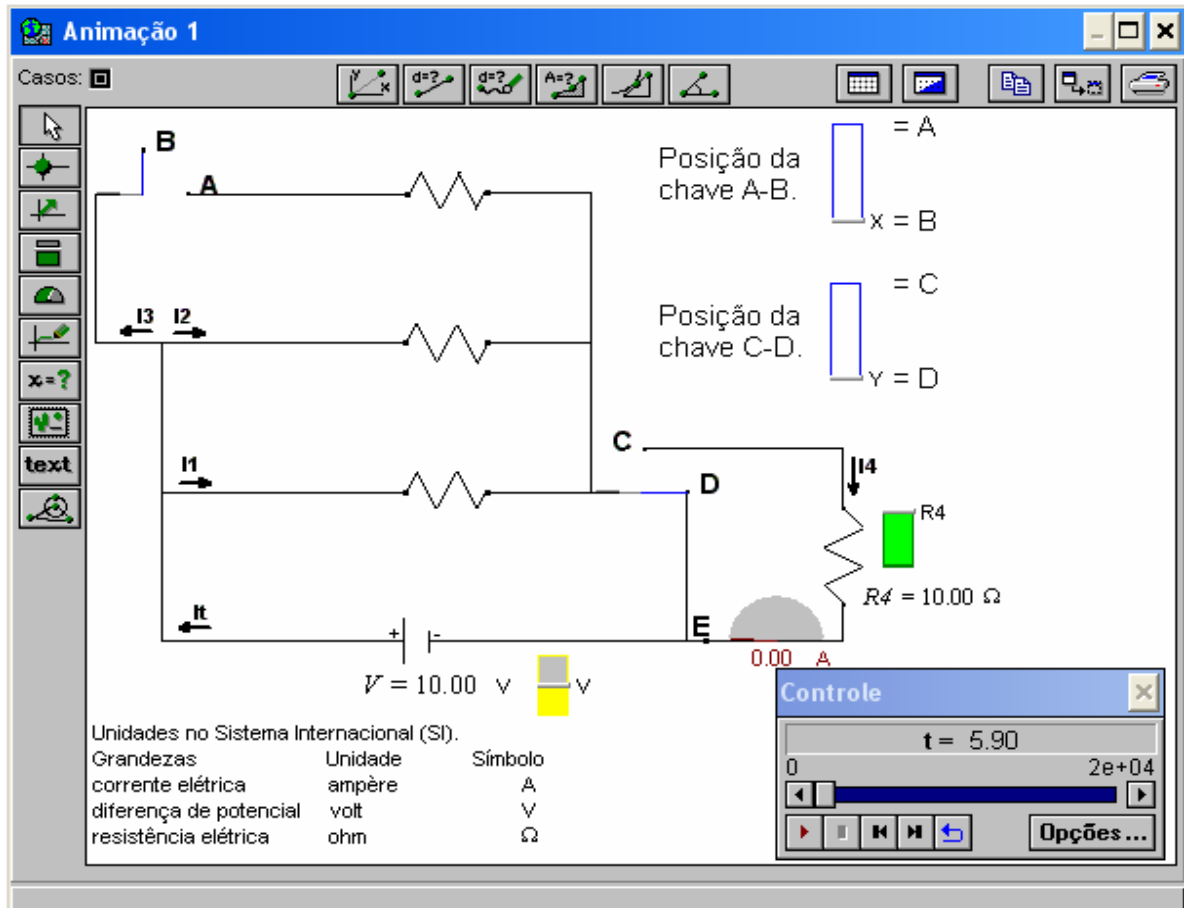 Animação 1
Casos:
y x d=? d=? A=?
x=?
text
B
A
Posição da
chave A-B.
= A
X = B
I3 I2
Posição da
chave C-D.
= C
Y = D
C
I4
I1
D
R4
R4 = 10.00 Ω
It
+ -
E
0.00 A
V = 10.00 V
V
Unidades no Sistema Internacional (SI).
Grandezas Unidade Símbolo
corrente elétrica ampère A
diferença de potencial volt V
resistência elétrica ohm Ω
Controle
t = 5.90
0 2e+04
Opções...